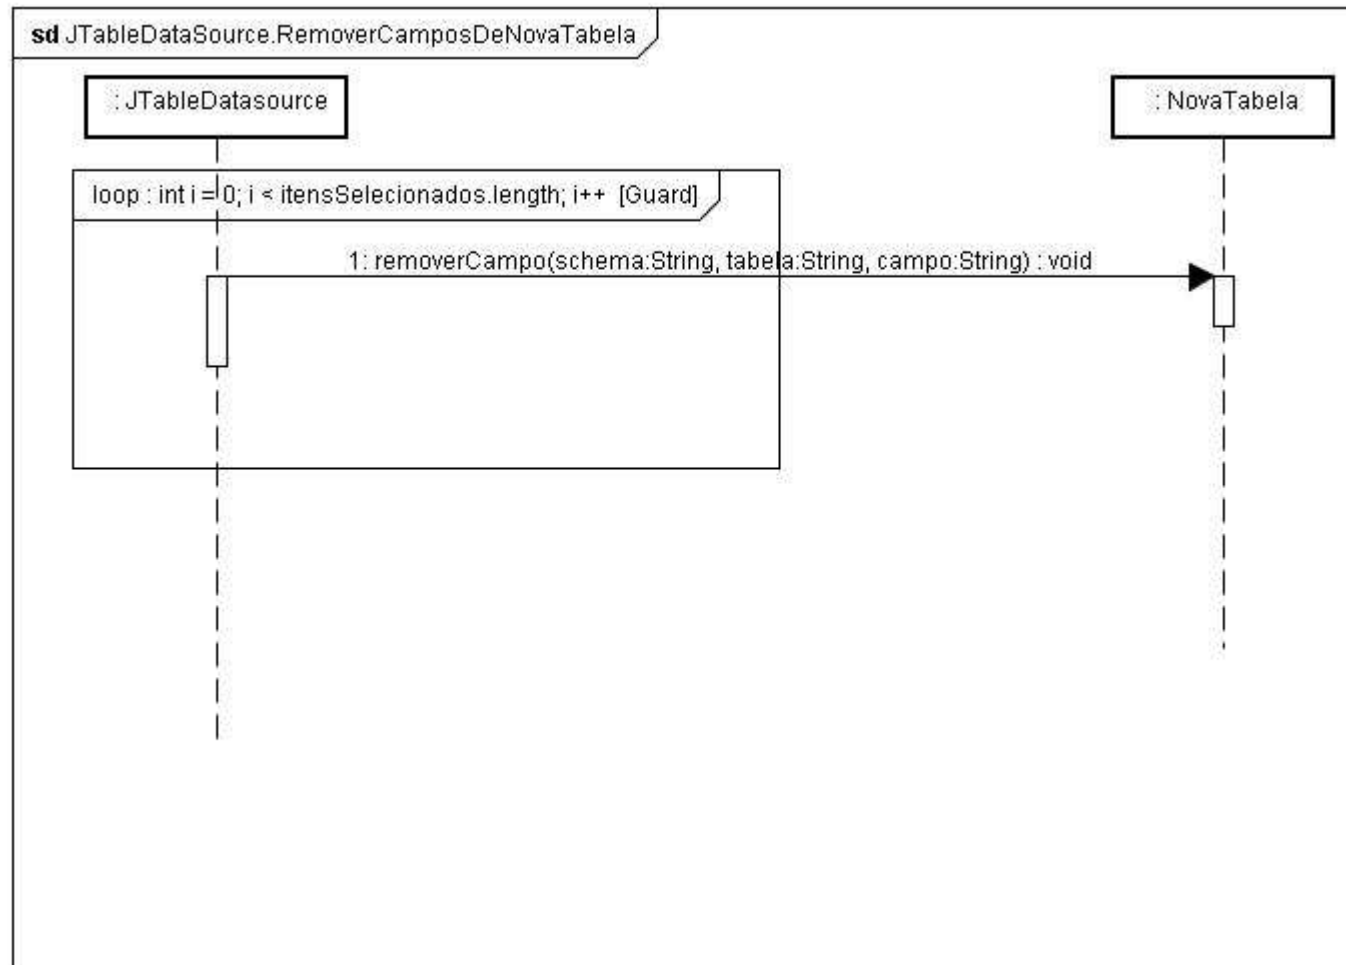 sd JTableDataSource.RemoverCamposDeNovaTabela
: JTableDatasource
: NovaTabela
loop : int i = 0; i < itensSelecionados.length; i++ [Guard]
1: removerCampo(schema:String, tabela:String, campo:String) : void